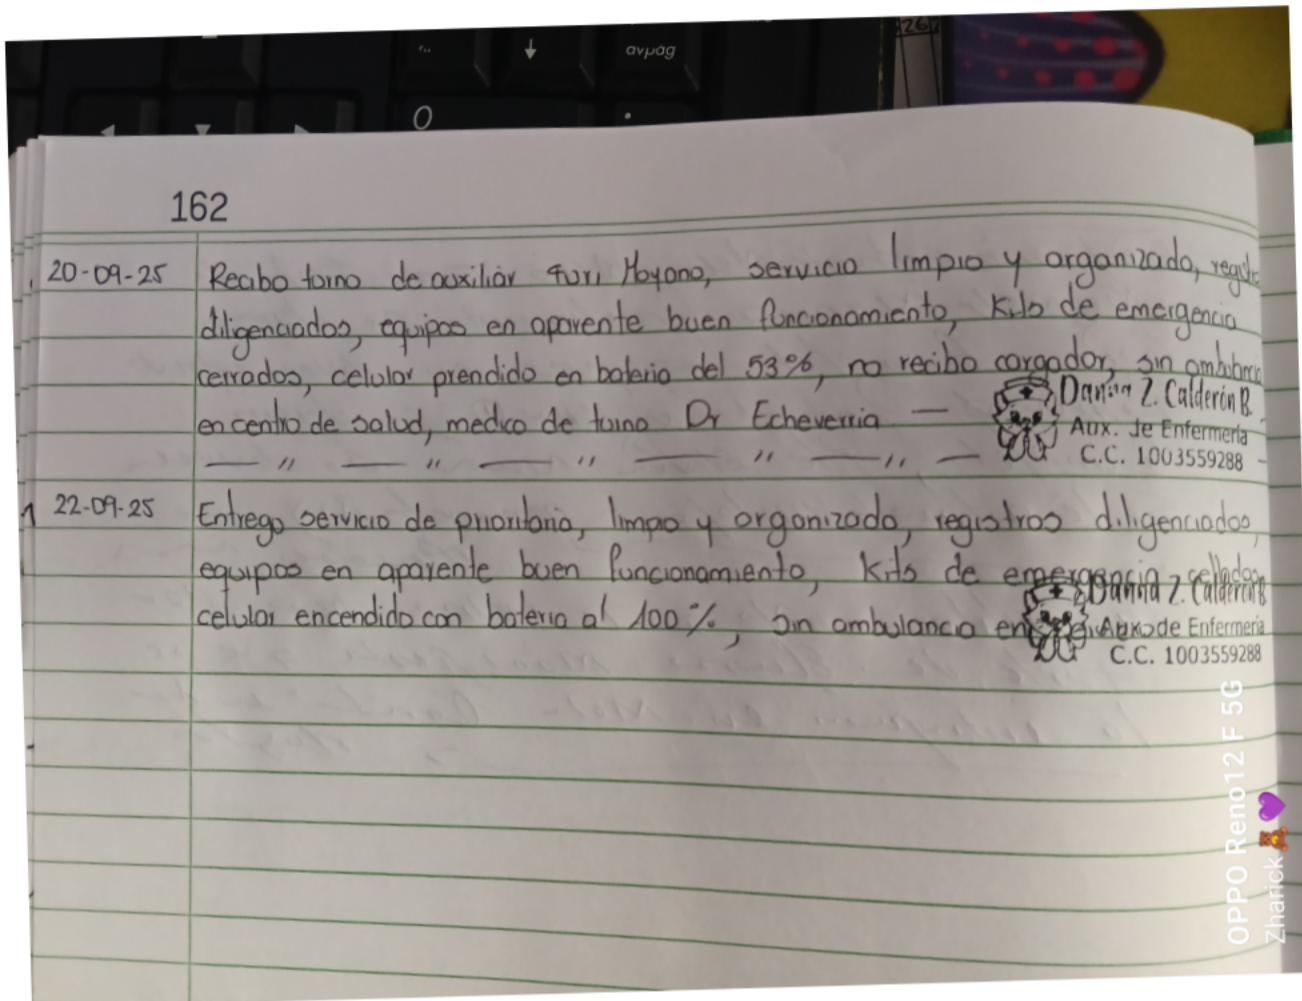 avpag
0
26
162
20-09-25 Recibo turno de auxiliar Yuri Moyano, servicio limpio y organizado,
diligenciados, equipos en aparente buen funcionamiento, Kits de emergencia
cerrados, celular prendido en bateria del 53%, no recibo cargador, sin
en centro de salud, medico de turno Dr Echeverria —
Danna Z. Calderón B.
Aux. de Enfermería
C.C. 1003559288
— " — " — " — " — " —
22-09-25 Entrego servicio de prioritaria, limpio y organizado, registros diligenciados,
equipos en aparente buen funcionamiento, Kits de emergencia sellados
celular encendido con bateria al 100%, sin ambulancia en
Danna Z. Calderón B.
Aux. de Enfermería
C.C. 1003559288
OPPO Reno12 F 5G
Zharick